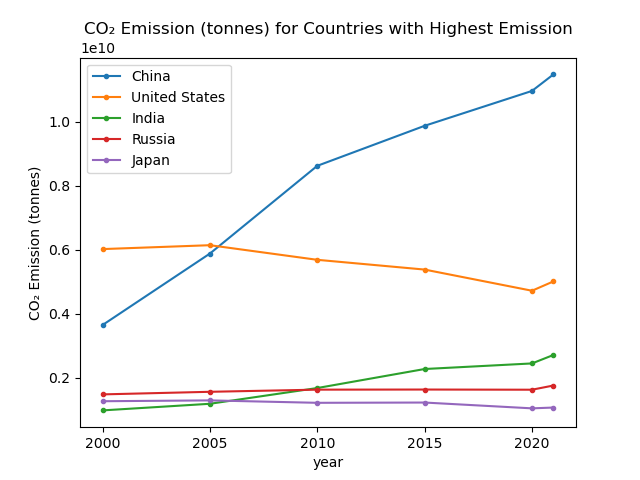 CO₂ Emission (tonnes) for Countries with Highest Emission
1e10
China
United States
India
Russia
Japan
1.0
0.8
0.6
0.4
0.2
CO₂ Emission (tonnes)
2000 2005 2010 2015 2020
year